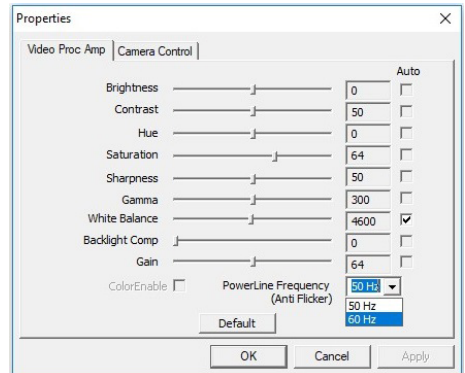 Properties
Video Proc Amp Camera Control
Auto
Brightness 0
Contrast 50
Hue 0
Saturation 64
Sharpness 50
Gamma 300
White Balance 4600
Backlight Comp 0
Gain 64
ColorEnable PowerLine Frequency 50 Hz
(Anti Flicker)
50 Hz
60 Hz
Default
OK Cancel Apply